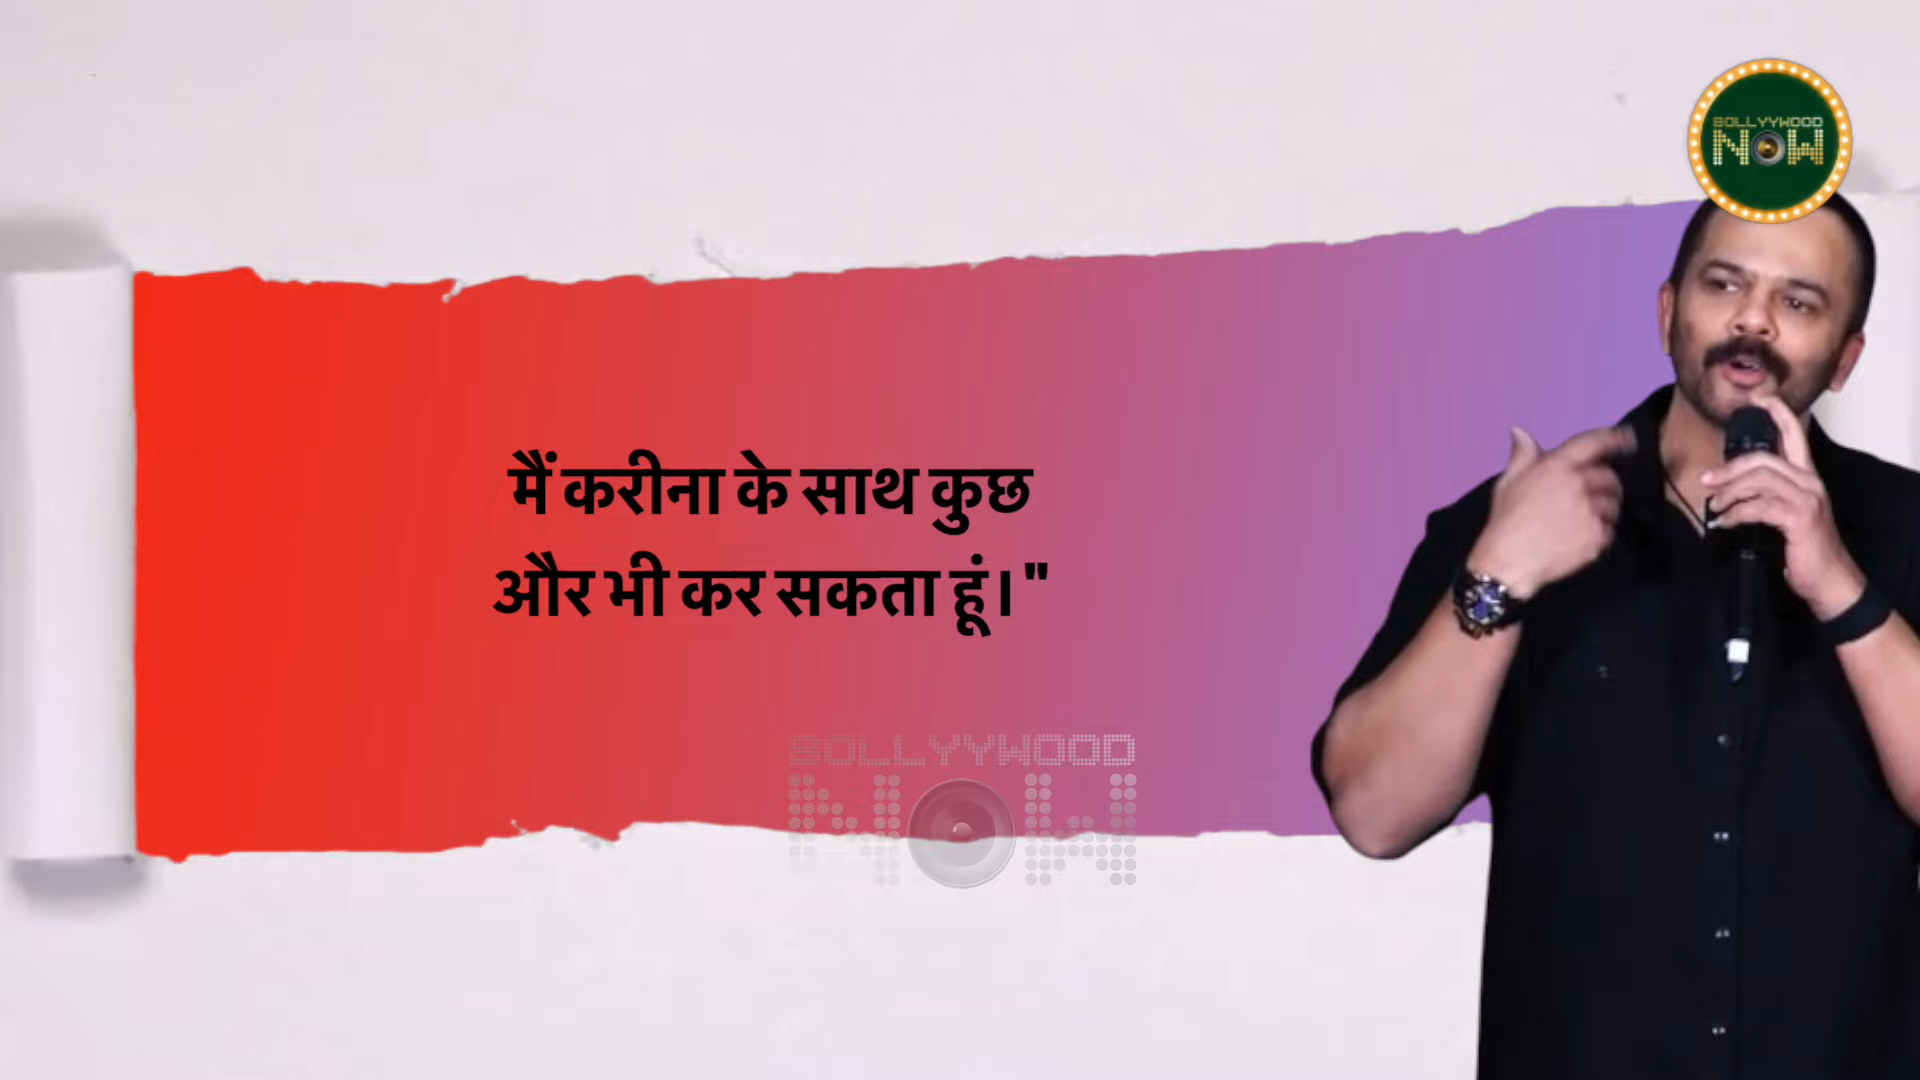 BOLLYYWOOD
NOW
मैं करीना के साथ कुछ
और भी कर सकता हूं।"
BOLLYYWOOD
NOW